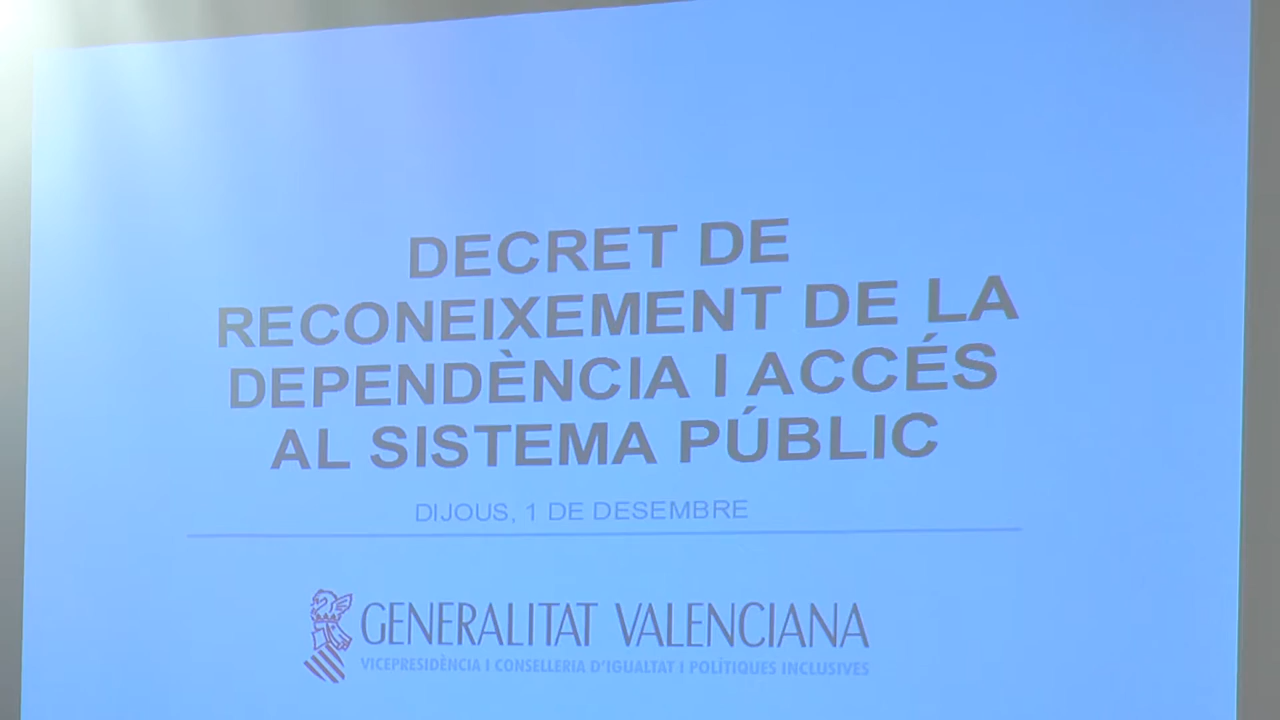 DECRET DE
RECONEIXEMENT DE LA
DEPENDÈNCIA I ACCÉS
AL SISTEMA PÚBLIC
DIJOUS, 1 DE DESEMBRE
GENERALITAT VALENCIANA
VICEPRESIDÈNCIA I CONSELLERIA D'IGUALTAT I POLÍTIQUES INCLUSIVES